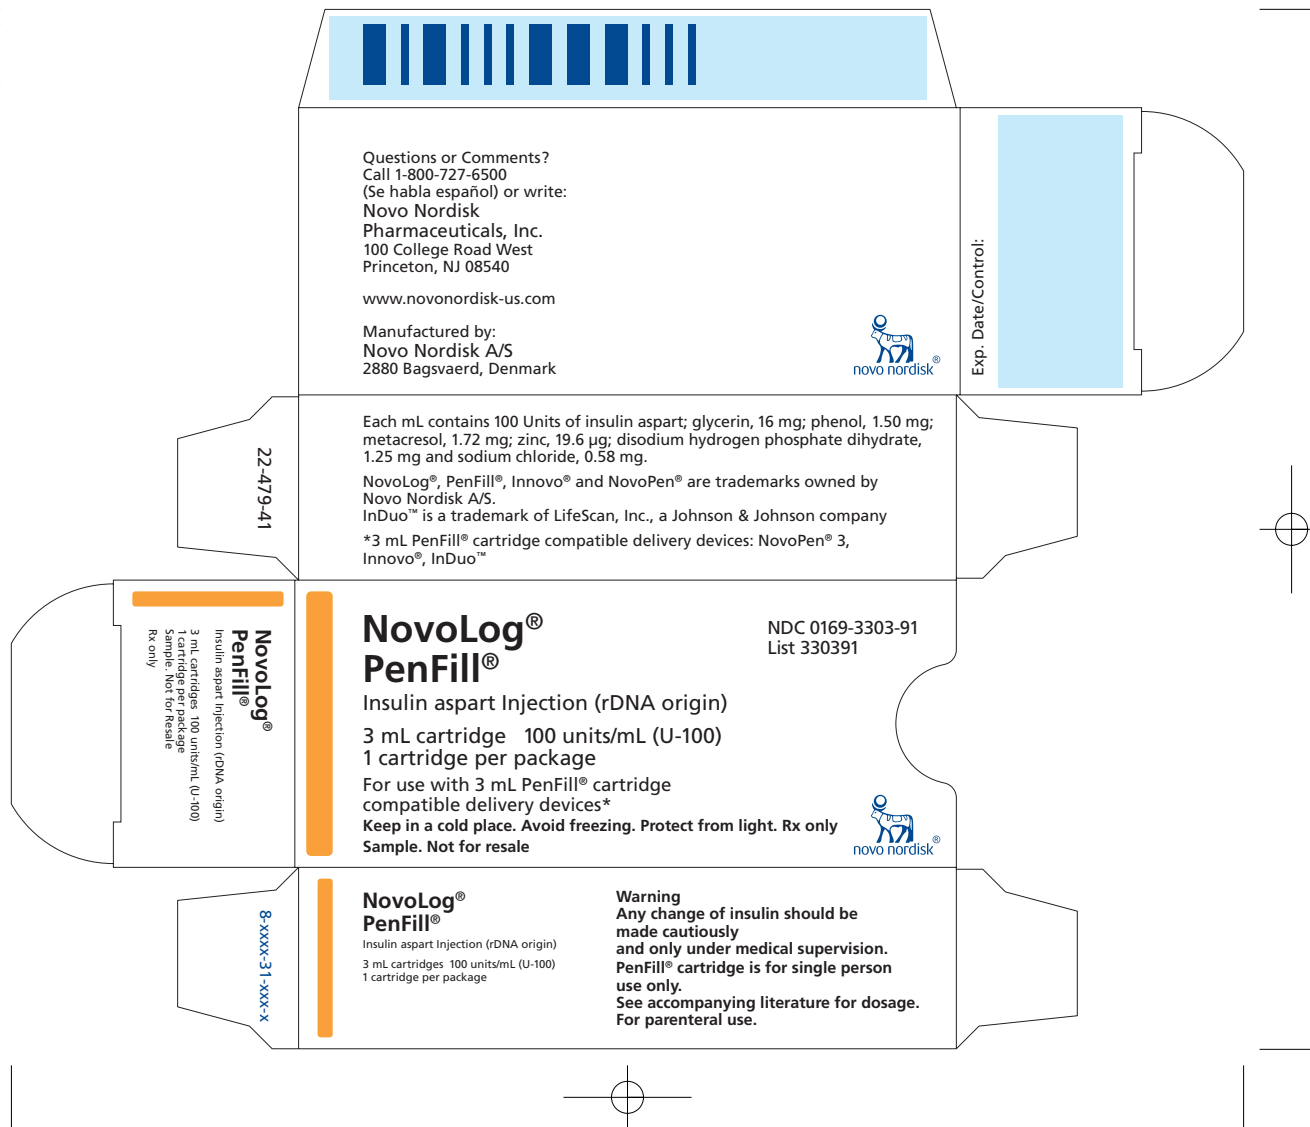 Questions or Comments?
Call 1-800-727-6500
(Se habla español) or write:
Novo Nordisk
Pharmaceuticals, Inc.
100 College Road West
Princeton, NJ 08540
www.novonordisk-us.com
Manufactured by:
Novo Nordisk A/S
2880 Bagsvaerd, Denmark
novo nordisk®
Exp. Date/Control:
Each mL contains 100 Units of insulin aspart; glycerin, 16 mg; phenol, 1.50 mg;
metacresol, 1.72 mg; zinc, 19.6 µg; disodium hydrogen phosphate dihydrate,
1.25 mg and sodium chloride, 0.58 mg.
NovoLog®, PenFill®, Innovo® and NovoPen® are trademarks owned by
Novo Nordisk A/S.
InDuo™ is a trademark of LifeScan, Inc., a Johnson & Johnson company
*3 mL PenFill® cartridge compatible delivery devices: NovoPen® 3,
Innovo®, InDuo™
22-479-41
NovoLog®
PenFill®
Insulin aspart Injection (rDNA origin)
3 mL cartridges 100 units/mL (U-100)
1 cartridge per package
Sample. Not for Resale
Rx only
NovoLog®
PenFill®
Insulin aspart Injection (rDNA origin)
3 mL cartridge 100 units/mL (U-100)
1 cartridge per package
For use with 3 mL PenFill® cartridge
compatible delivery devices*
Keep in a cold place. Avoid freezing. Protect from light. Rx only
Sample. Not for resale
NDC 0169-3303-91
List 330391
novo nordisk®
8-xxxx-31-xxx-x
NovoLog®
PenFill®
Insulin aspart Injection (rDNA origin)
3 mL cartridges 100 units/mL (U-100)
1 cartridge per package
Warning
Any change of insulin should be
made cautiously
and only under medical supervision.
PenFill® cartridge is for single person
use only.
See accompanying literature for dosage.
For parenteral use.